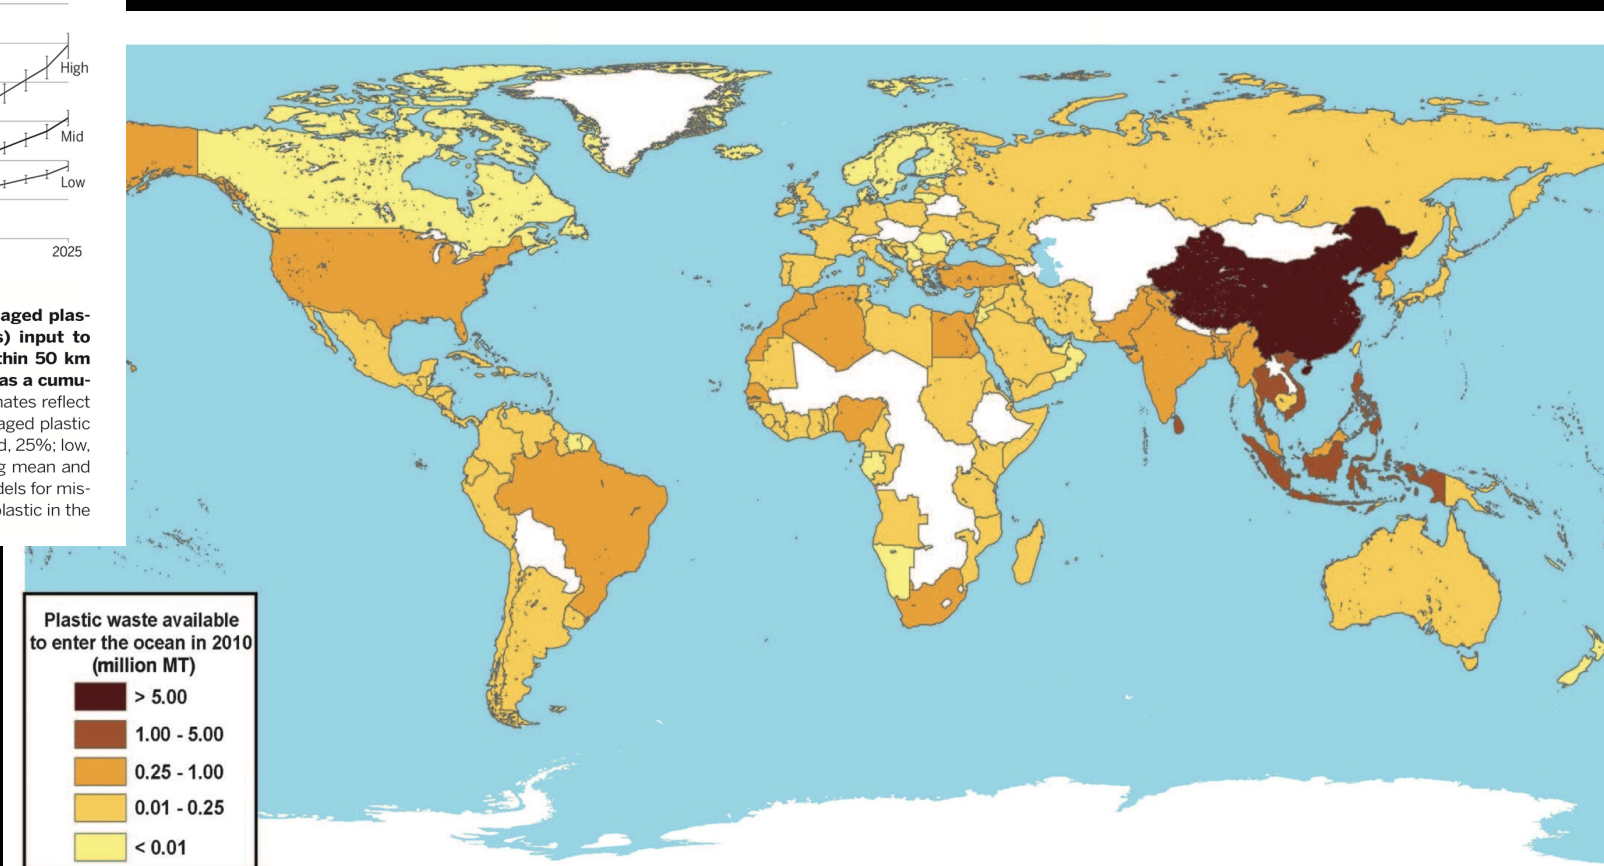 High
Mid
Low
2025
aged plas-
s) input to
thin 50 km
as a cumu-
nates reflect
aged plastic
d, 25%; low,
g mean and
dels for mis-
plastic in the
Plastic waste available
to enter the ocean in 2010
(million MT)
> 5.00
1.00 - 5.00
0.25 - 1.00
0.01 - 0.25
< 0.01